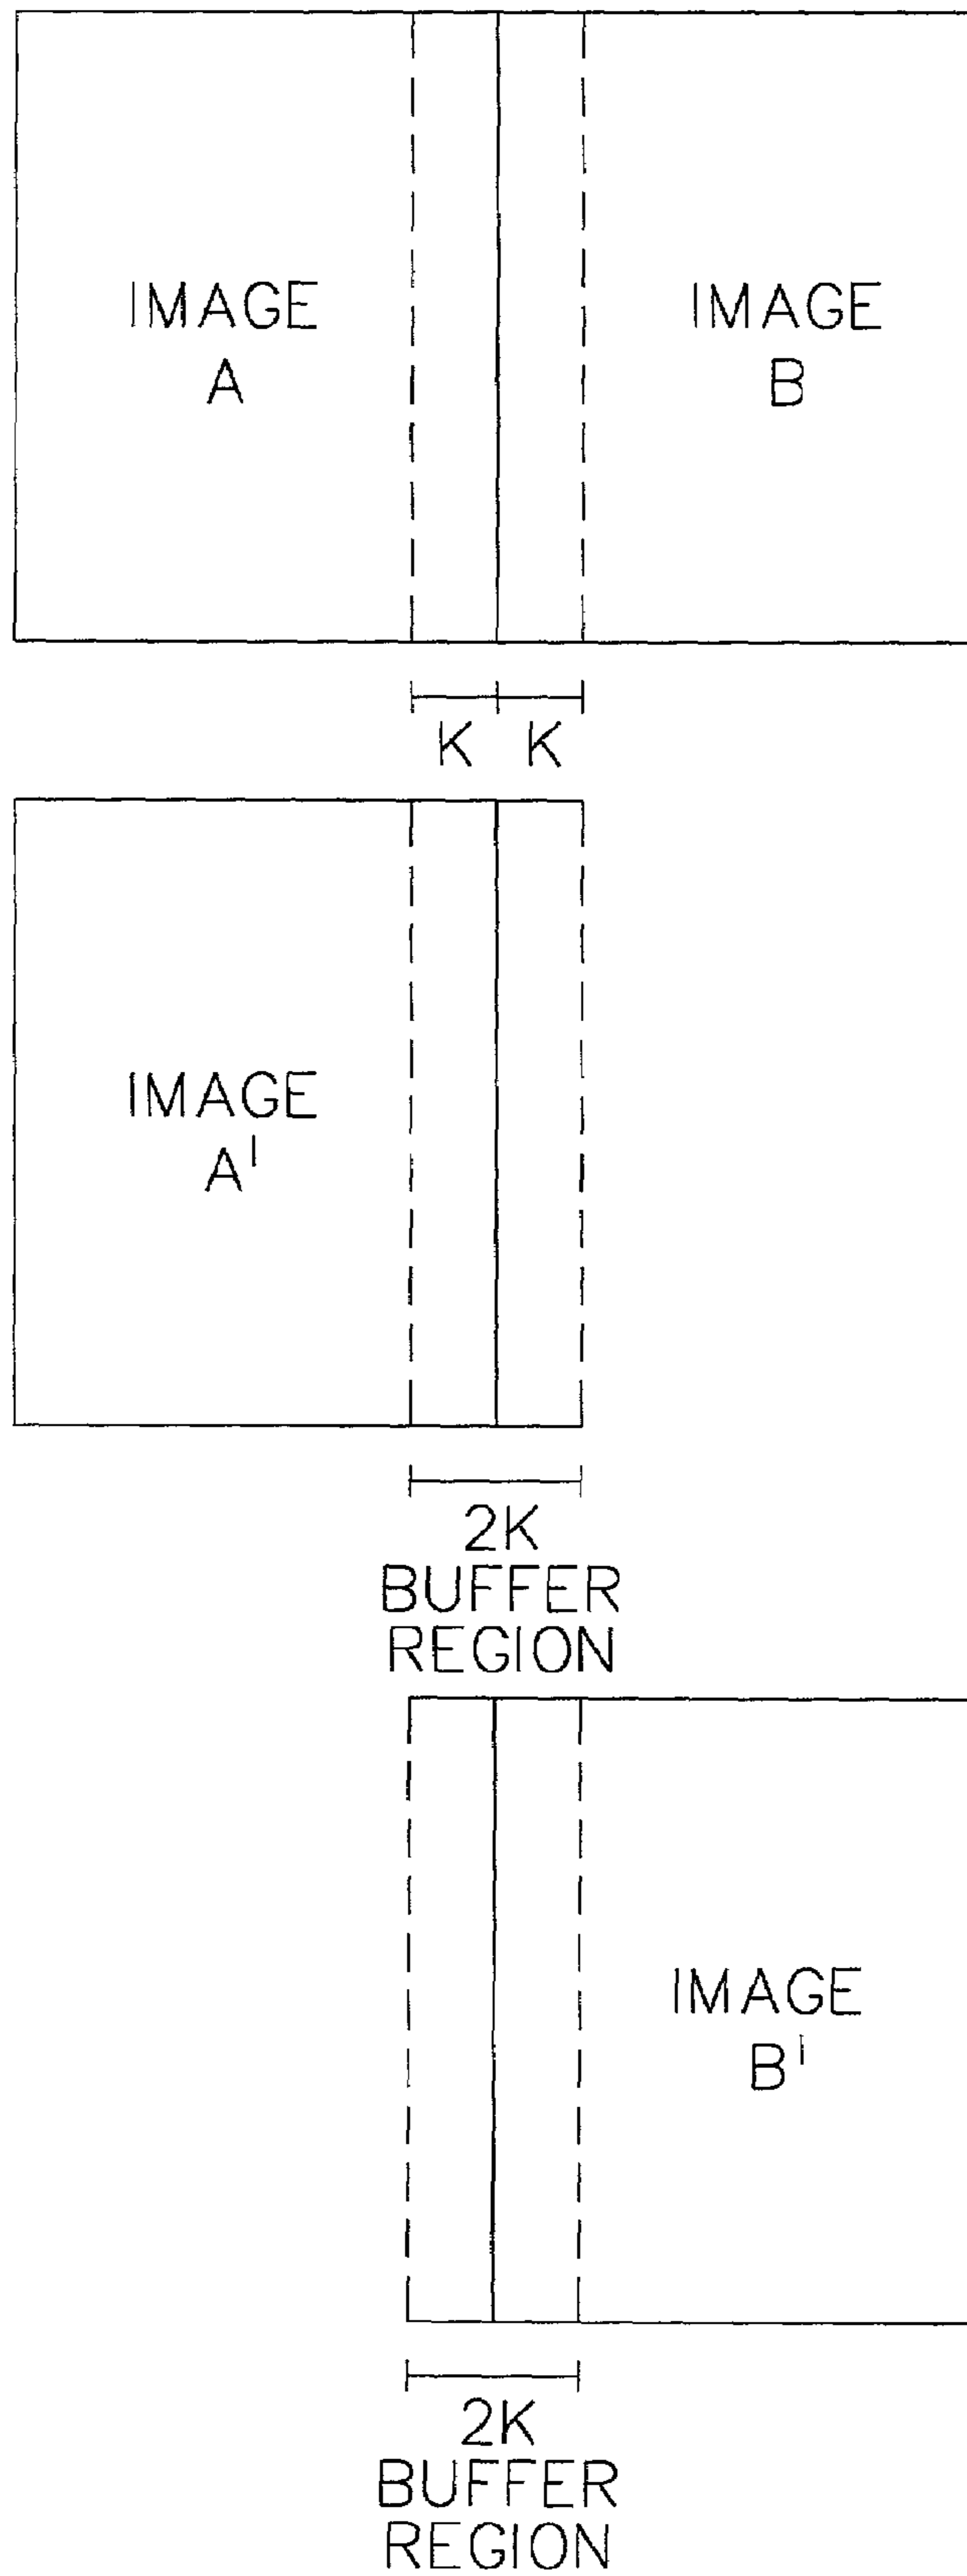 IMAGE IMAGE
A B
K K
IMAGE
A'
2K
BUFFER
REGION
IMAGE
B'
2K
BUFFER
REGION